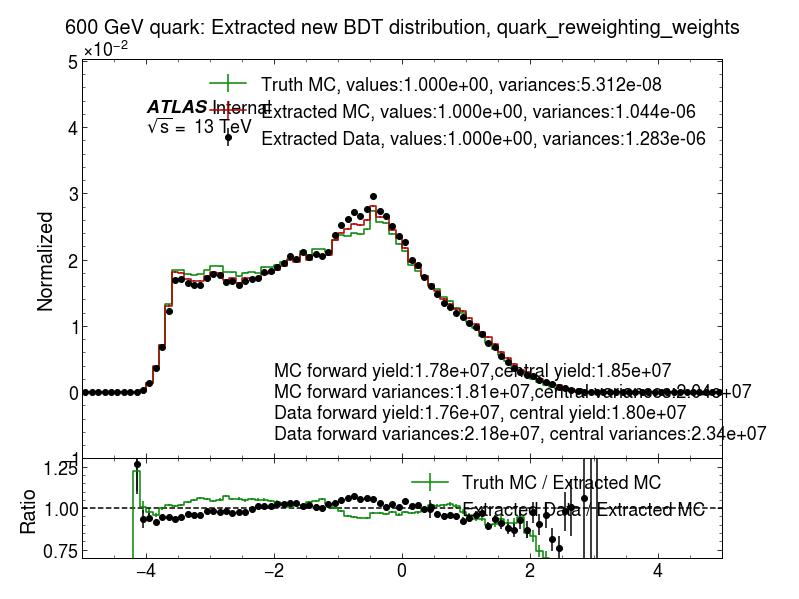 600 GeV quark: Extracted new BDT distribution, quark_reweighting_weights
×10⁻²
5
4
3
2
1
0
Normalized
Truth MC, values:1.000e+00, variances:5.312e-08
ATLAS Internal
Extracted MC, values:1.000e+00, variances:1.044e-06
√s = 13 TeV
Extracted Data, values:1.000e+00, variances:1.283e-06
MC forward yield:1.78e+07,central yield:1.85e+07
MC forward variances:1.81e+07,central variances:2.04e+07
Data forward yield:1.76e+07, central yield:1.80e+07
Data forward variances:2.18e+07, central variances:2.34e+07
1.25
1.00
0.75
Ratio
Truth MC / Extracted MC
Extracted Data / Extracted MC
−4 −2 0 2 4